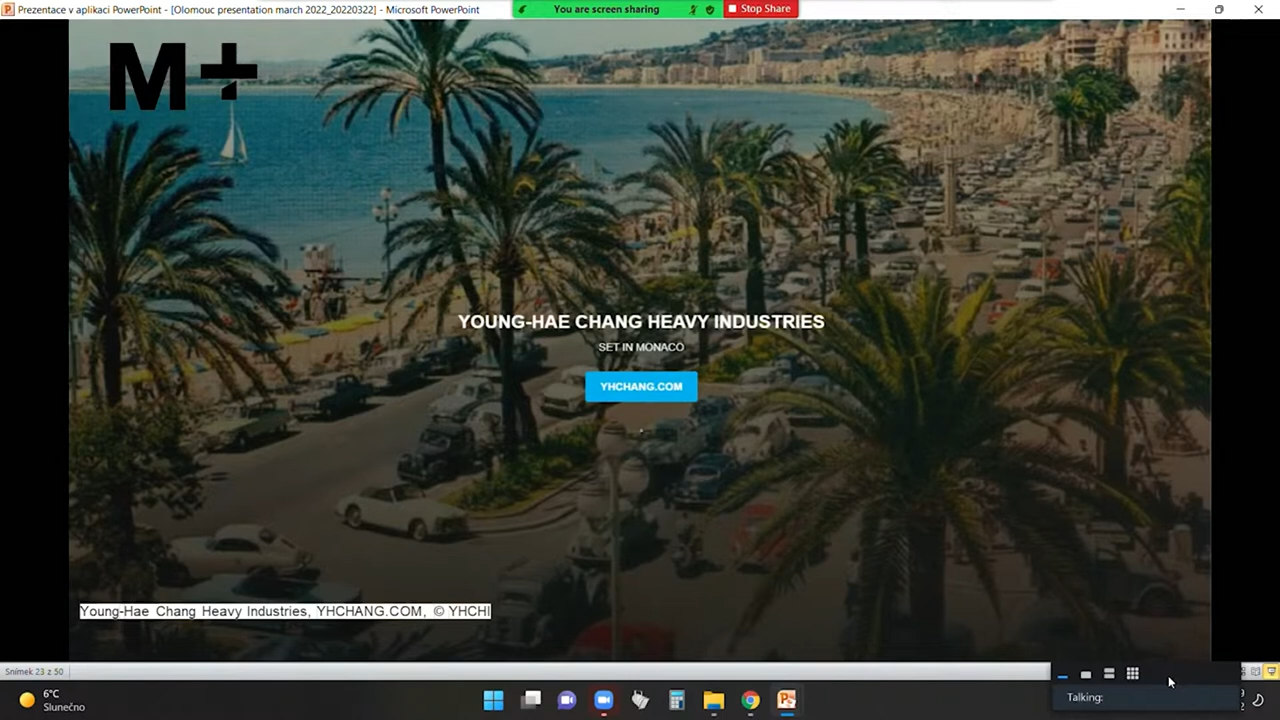 Prezentace v aplikaci PowerPoint - [Olomouc presentation march 2022_20220322] - Microsoft PowerPoint
You are screen sharing
Stop Share
M+
YOUNG-HAE CHANG HEAVY INDUSTRIES
SET IN MONACO
YHCHANG.COM
Young-Hae Chang Heavy Industries, YHCHANG.COM, © YHCHI
Snímek 23 z 50
Talking:
6°C
Slunečno